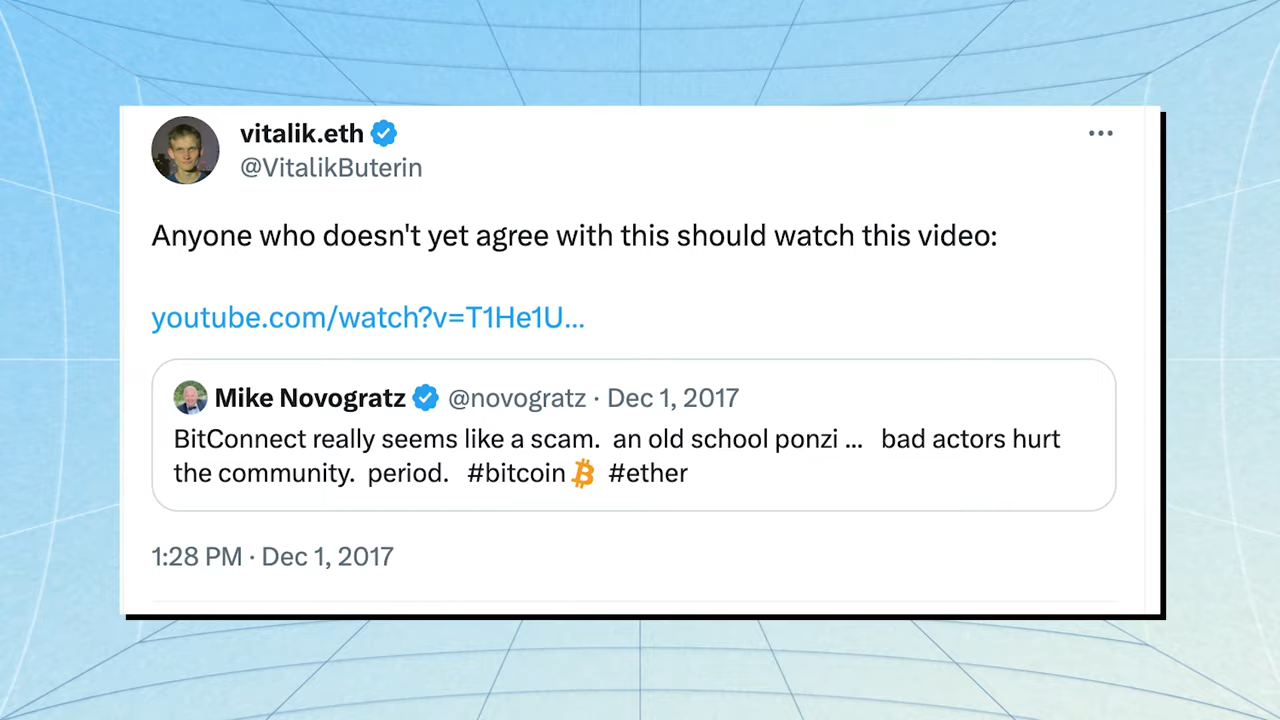 vitalik.eth
@VitalikButerin
Anyone who doesn't yet agree with this should watch this video:
youtube.com/watch?v=T1He1U...
Mike Novogratz @novogratz · Dec 1, 2017
BitConnect really seems like a scam.  an old school ponzi ...   bad actors hurt
the community.  period.   #bitcoin #ether
1:28 PM · Dec 1, 2017